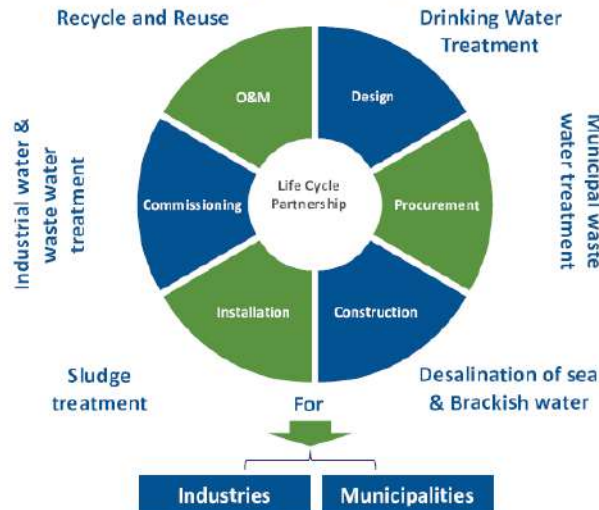 Recycle and Reuse
Drinking Water
Treatment
O&M
Design
Industrial water &
waste water
treatment
Commissioning
Life Cycle
Partnership
Procurement
Municipal waste
water treatment
Installation
Construction
Sludge
treatment
Desalination of sea
& Brackish water
For
Industries
Municipalities